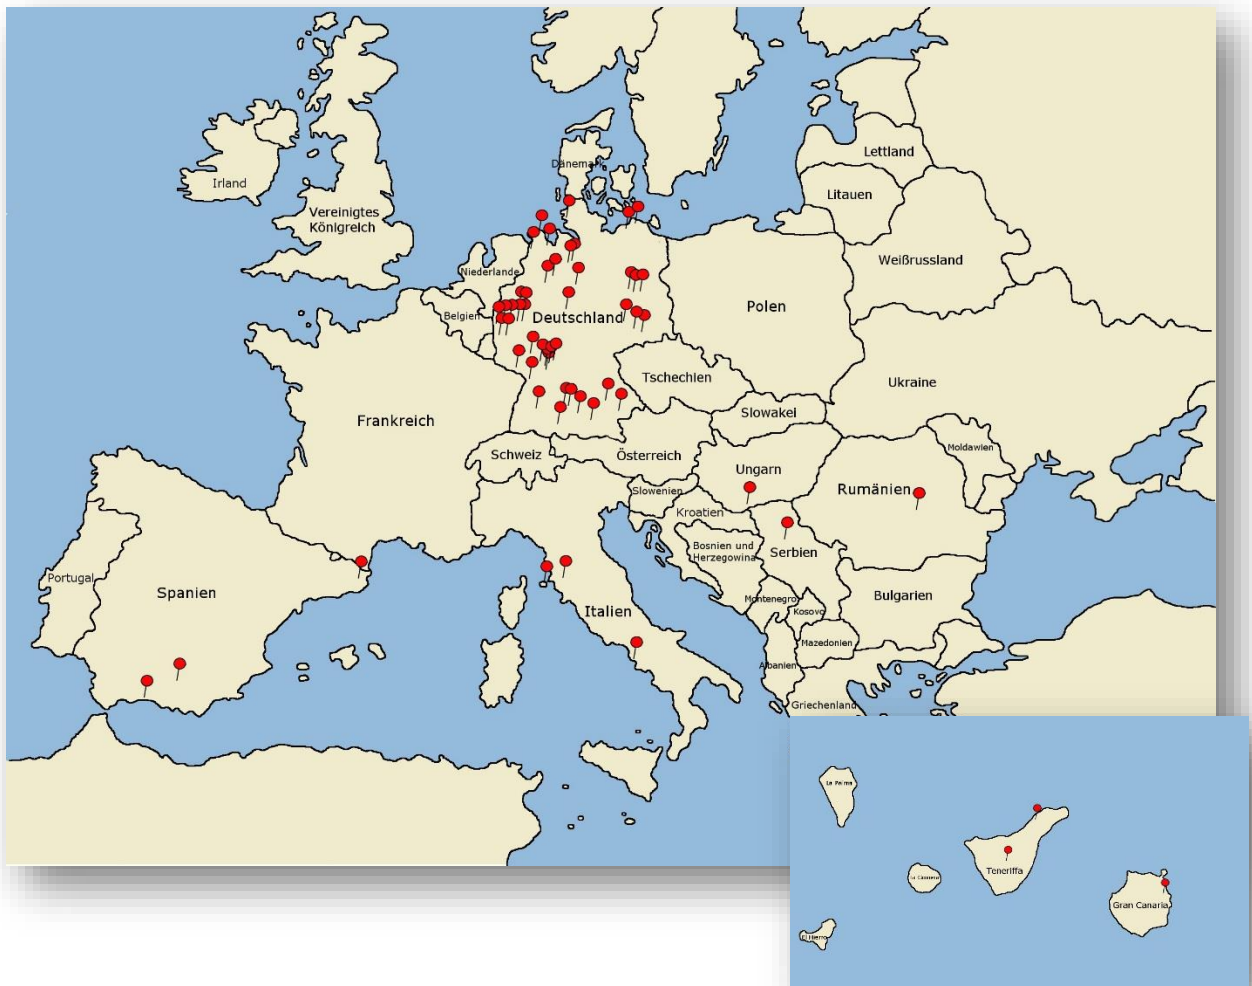 Dänemark
Lettland
Litauen
Irland
Vereinigtes
Königreich
Weißrussland
Niederlande
Polen
Belgien
Deutschland
Tschechien
Ukraine
Slowakei
Frankreich
Schweiz
Österreich
Ungarn
Moldawien
Rumänien
Slowenien
Kroatien
Bosnien und
Herzegowina
Serbien
Portugal
Spanien
Italien
Montenegro
Kosovo
Bulgarien
Mazedonien
Albanien
Griechenland
La Palma
Teneriffa
La Gomera
Gran Canaria
El Hierro